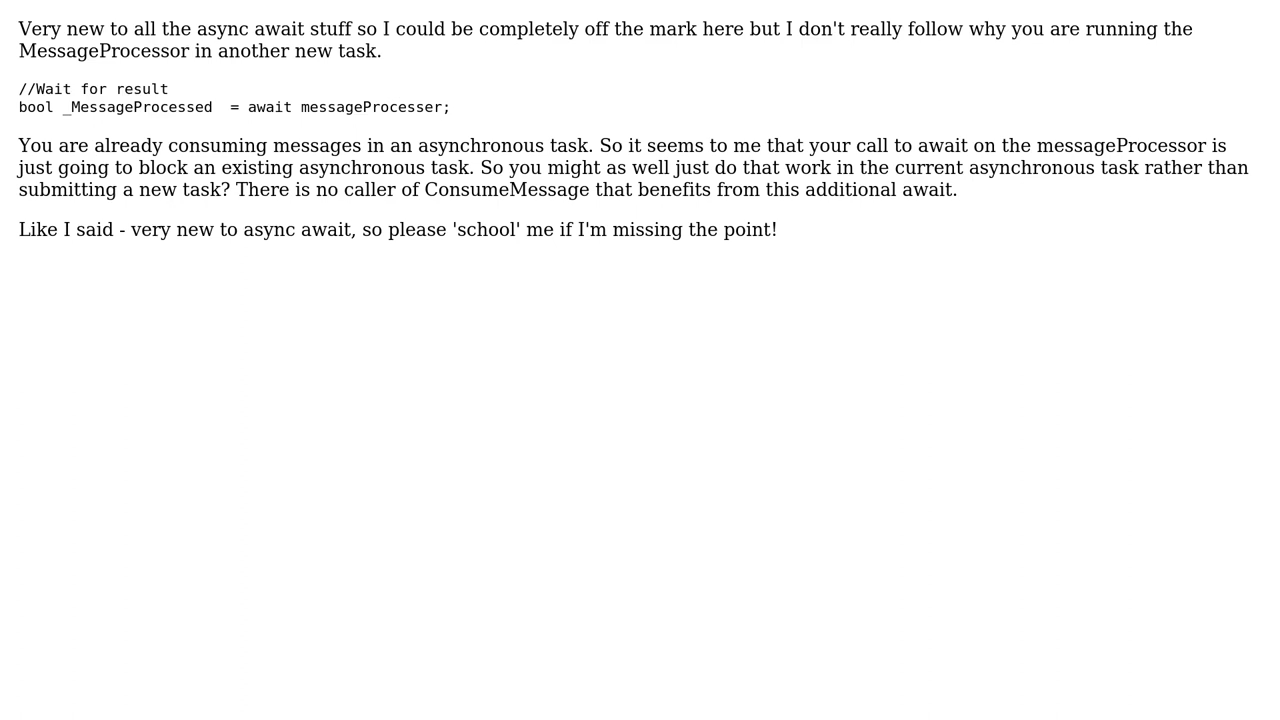 Very new to all the async await stuff so I could be completely off the mark here but I don't really follow why you are running the
MessageProcessor in another new task.
//Wait for result
bool _MessageProcessed  = await messageProcesser;
You are already consuming messages in an asynchronous task. So it seems to me that your call to await on the messageProcessor is
just going to block an existing asynchronous task. So you might as well just do that work in the current asynchronous task rather than
submitting a new task? There is no caller of ConsumeMessage that benefits from this additional await.
Like I said - very new to async await, so please 'school' me if I'm missing the point!